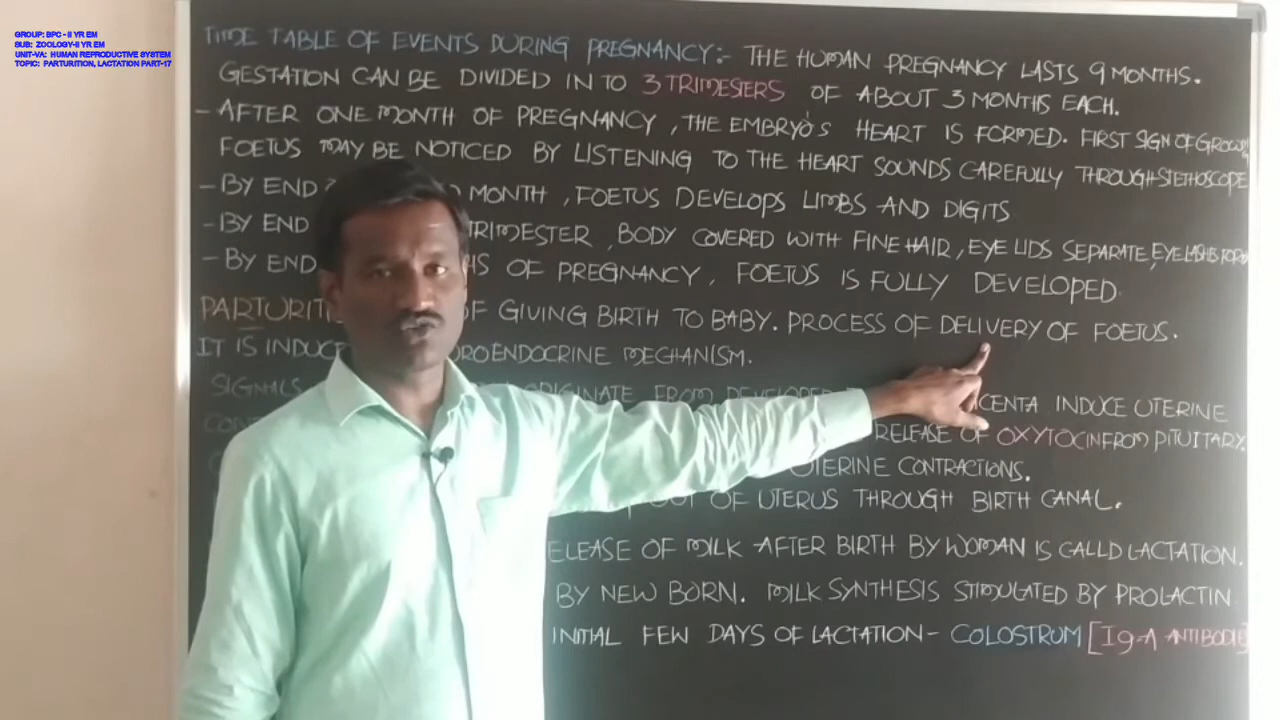 GROUP: BPC - II YR EM
SUB: ZOOLOGY-II YR EM
UNIT-VA: HUMAN REPRODUCTIVE SYSTEM
TOPIC: PARTURITION, LACTATION PART-17
TIME TABLE OF EVENTS DURING PREGNANCY:- THE HUMAN PREGNANCY LASTS 9 MONTHS.
GESTATION CAN BE DIVIDED IN TO 3 TRIMESTERS OF ABOUT 3 MONTHS EACH.
- AFTER ONE MONTH OF PREGNANCY, THE EMBRYO'S HEART IS FORMED. FIRST SIGN OF GROWING
FOETUS MAY BE NOTICED BY LISTENING TO THE HEART SOUNDS CAREFULLY THROUGH STETHOSCOPE
- BY END MONTH, FOETUS DEVELOPS LIMBS AND DIGITS
- BY END TRIMESTER, BODY COVERED WITH FINE HAIR, EYE LIDS SEPARATE, EYE LASHES FORM
- BY END OF PREGNANCY, FOETUS IS FULLY DEVELOPED
OF GIVING BIRTH TO BABY. PROCESS OF DELIVERY OF FOETUS.
IT IS MECHANISM.
SIGNALS ORIGINATE FROM DEVELOPED INDUCE UTERINE
RELEASE OF OXYTOCIN FROM PITUITARY.
UTERINE CONTRACTIONS.
OUT OF UTERUS THROUGH BIRTH CANAL.
ELEASE OF MILK AFTER BIRTH BY WOMAN IS CALLD LACTATION.
BY NEW BORN. MILK SYNTHESIS STIMULATED BY PROLACTIN
INITIAL FEW DAYS OF LACTATION - COLOSTRUM [Ig-A ANTIBODIE